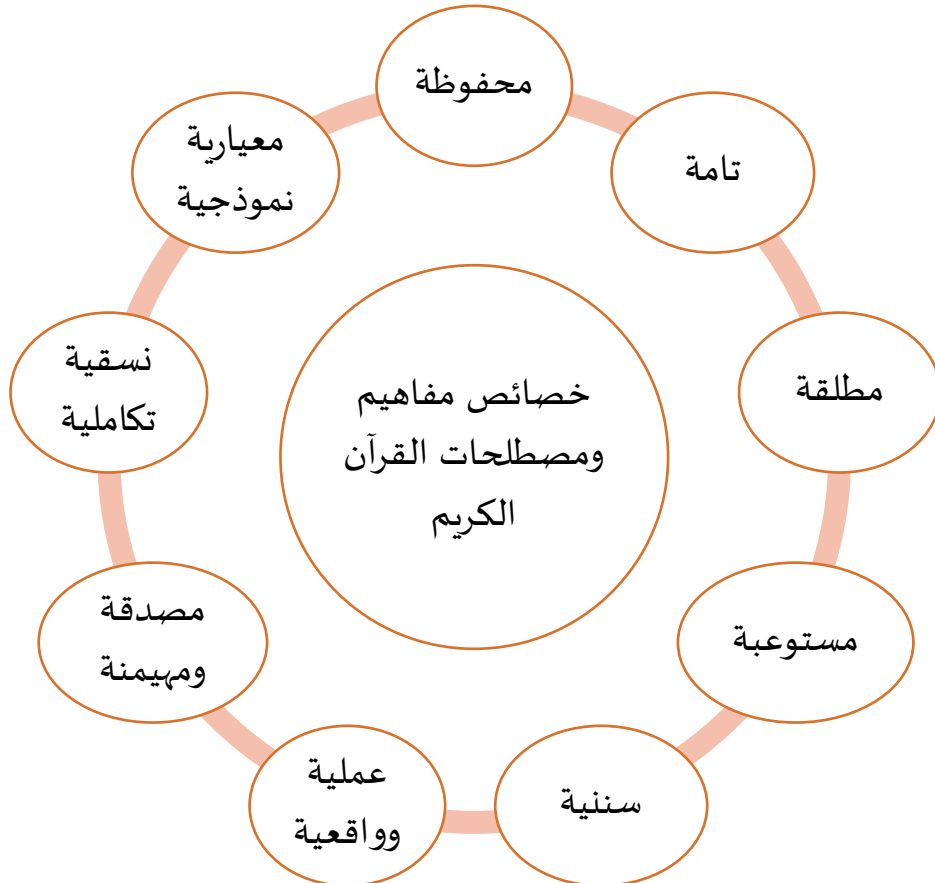 خصائص مفاهيم
ومصطلحات القرآن
الكريم
محفوظة
تامة
مطلقة
مستوعبة
سننية
عملية
وواقعية
مصدقة
ومهيمنة
نسقية
تكاملية
معيارية
نموذجية